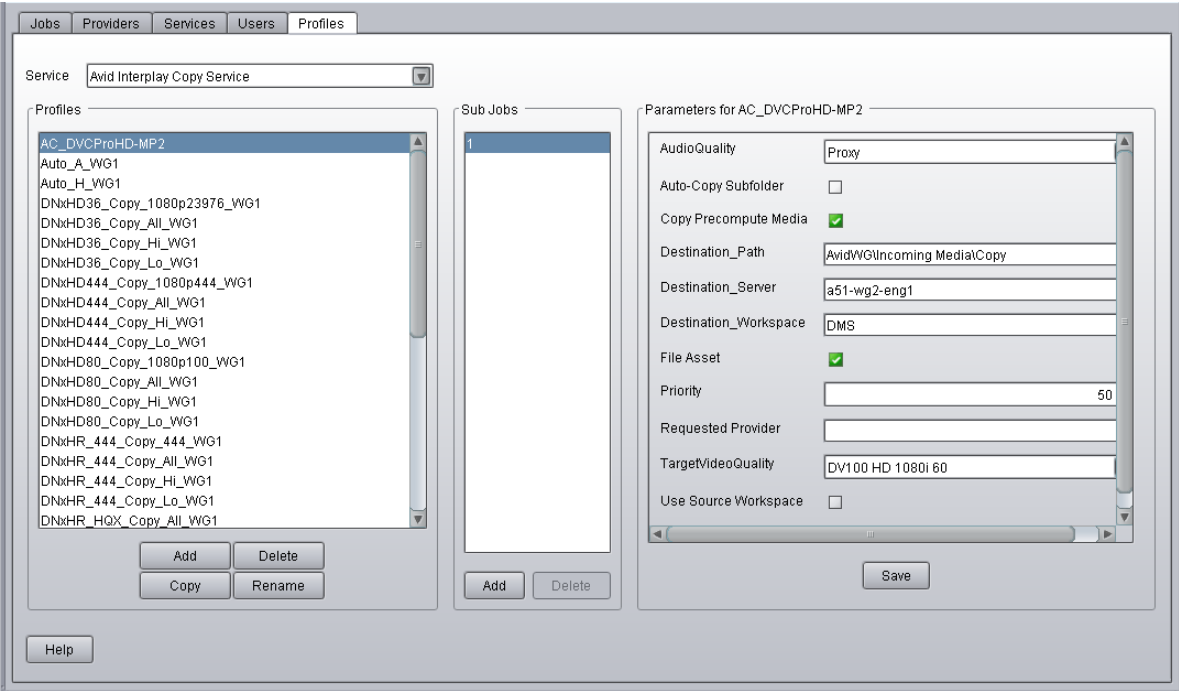 Jobs Providers Services Users Profiles
Service Avid Interplay Copy Service
Profiles
AC_DVCProHD-MP2
Auto_A_WG1
Auto_H_WG1
DNxHD36_Copy_1080p23976_WG1
DNxHD36_Copy_All_WG1
DNxHD36_Copy_Hi_WG1
DNxHD36_Copy_Lo_WG1
DNxHD444_Copy_1080p444_WG1
DNxHD444_Copy_All_WG1
DNxHD444_Copy_Hi_WG1
DNxHD444_Copy_Lo_WG1
DNxHD80_Copy_1080p100_WG1
DNxHD80_Copy_All_WG1
DNxHD80_Copy_Hi_WG1
DNxHD80_Copy_Lo_WG1
DNxHR_444_Copy_444_WG1
DNxHR_444_Copy_All_WG1
DNxHR_444_Copy_Hi_WG1
DNxHR_444_Copy_Lo_WG1
DNxHR_HQX_Copy_All_WG1
Add Delete
Copy Rename
Sub Jobs
1
Add Delete
Parameters for AC_DVCProHD-MP2
AudioQuality Proxy
Auto-Copy Subfolder
Copy Precompute Media
Destination_Path AvidWG\Incoming Media\Copy
Destination_Server a51-wg2-eng1
Destination_Workspace DMS
File Asset
Priority 50
Requested Provider
TargetVideoQuality DV100 HD 1080i 60
Use Source Workspace
Save
Help